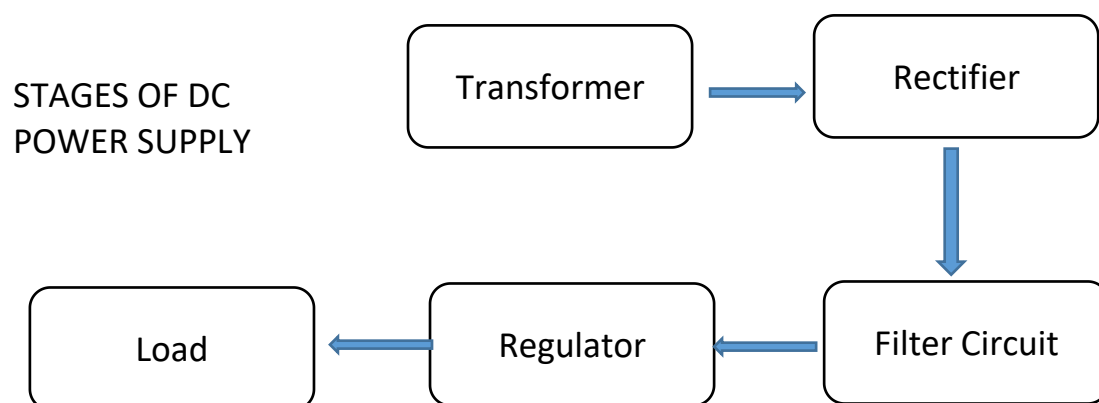 STAGES OF DC
POWER SUPPLY
Transformer
Rectifier
Filter Circuit
Regulator
Load